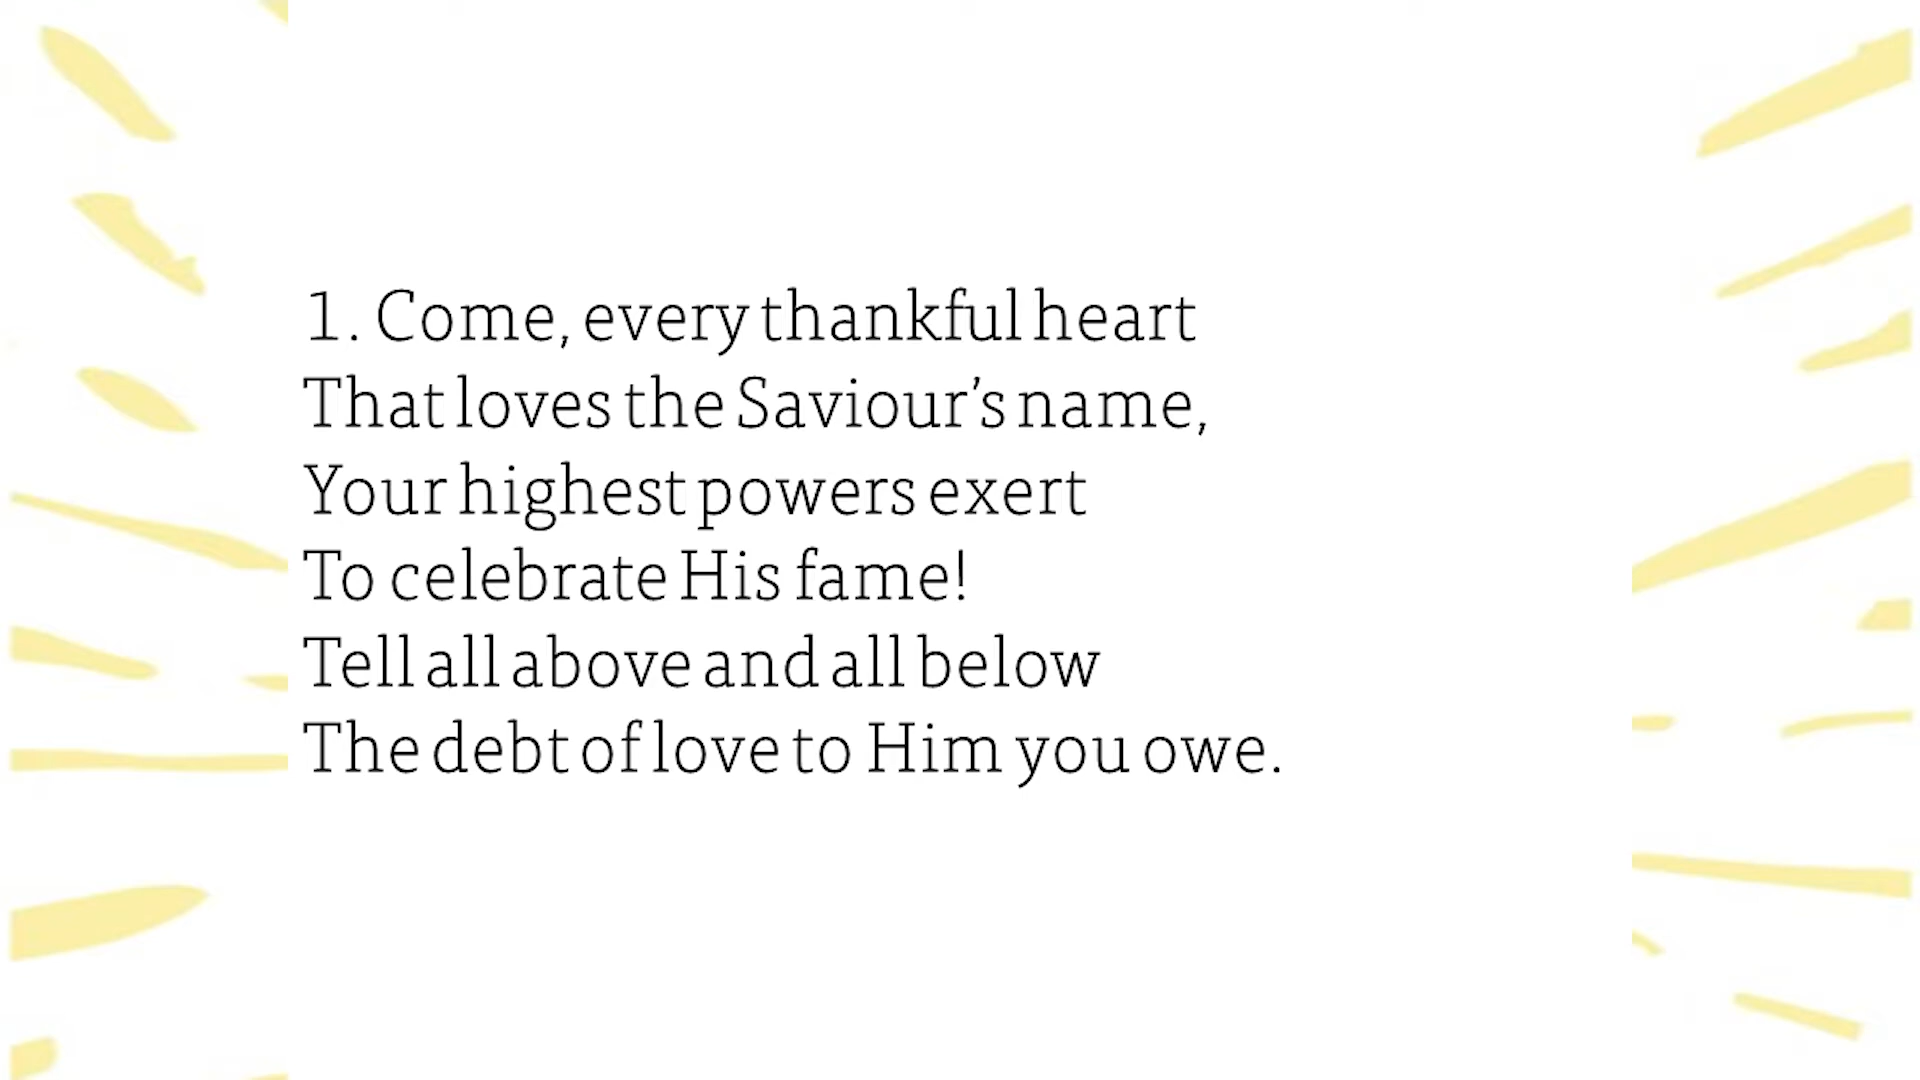 1. Come, every thankful heart
That loves the Saviour’s name,
Your highest powers exert
To celebrate His fame!
Tell all above and all below
The debt of love to Him you owe.